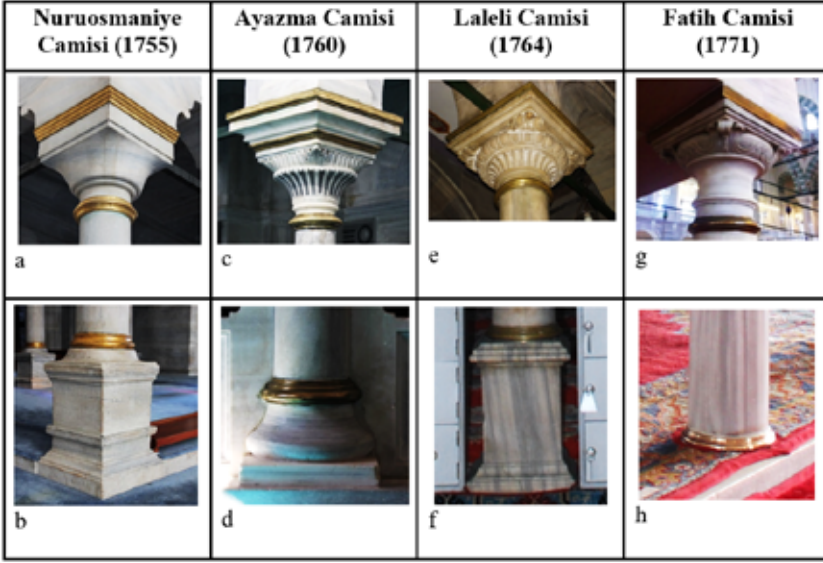 Nuruosmaniye
Camisi (1755)
Ayazma Camisi
(1760)
Laleli Camisi
(1764)
Fatih Camisi
(1771)
a
c
e
g
b
d
f
h